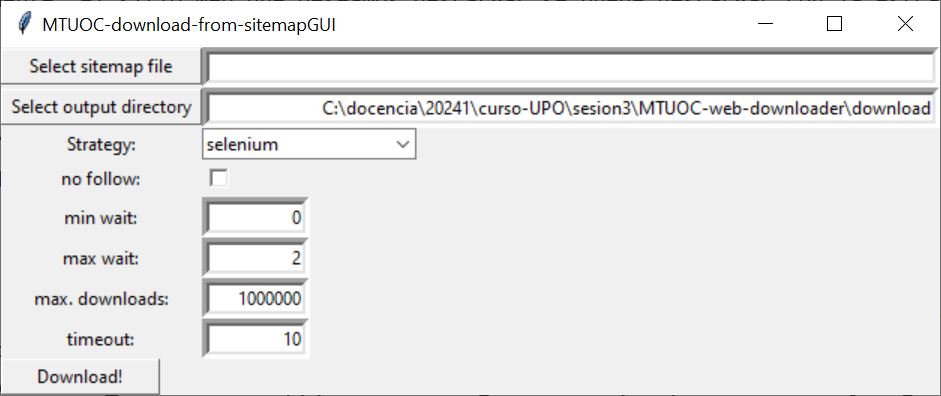 MTUOC-download-from-sitemapGUI
Select sitemap file
Select output directory C:\docencia\20241\curso-UPO\sesion3\MTUOC-web-downloader\download
Strategy: selenium
no follow:
min wait: 0
max wait: 2
max. downloads: 1000000
timeout: 10
Download!